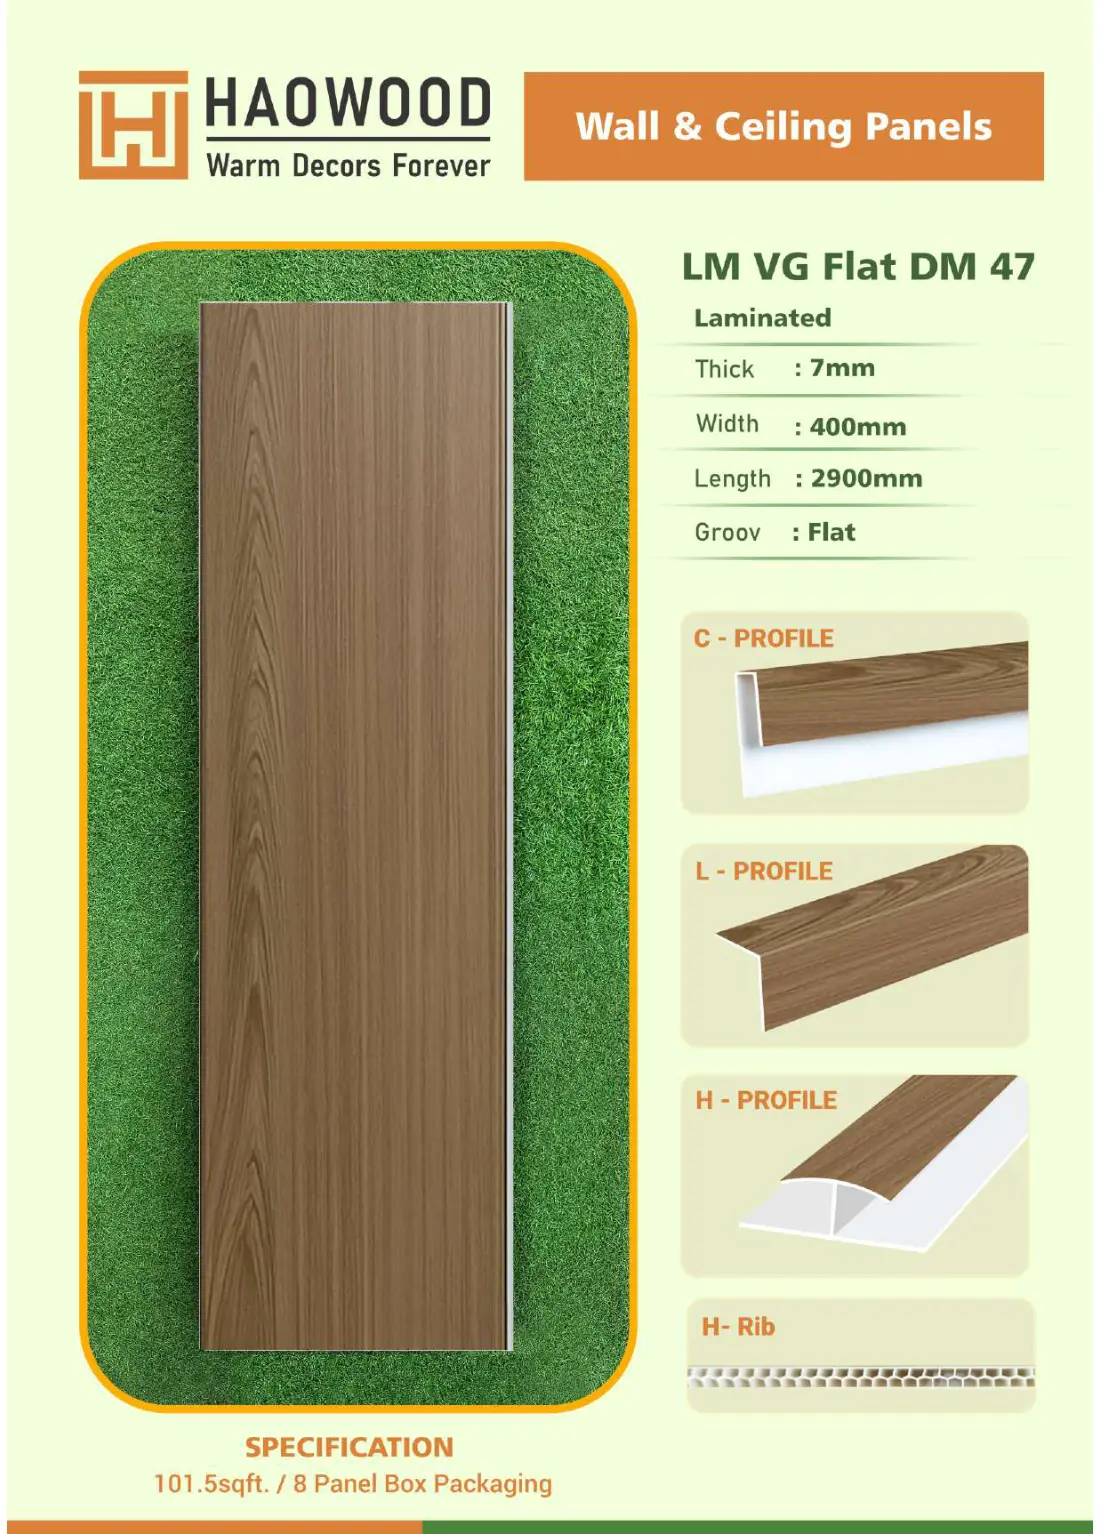 HAOWOOD
Warm Decors Forever
Wall & Ceiling Panels
LM VG Flat DM 47
Laminated
Thick : 7mm
Width : 400mm
Length : 2900mm
Groov : Flat
C - PROFILE
L - PROFILE
H - PROFILE
H- Rib
SPECIFICATION
101.5sqft. / 8 Panel Box Packaging